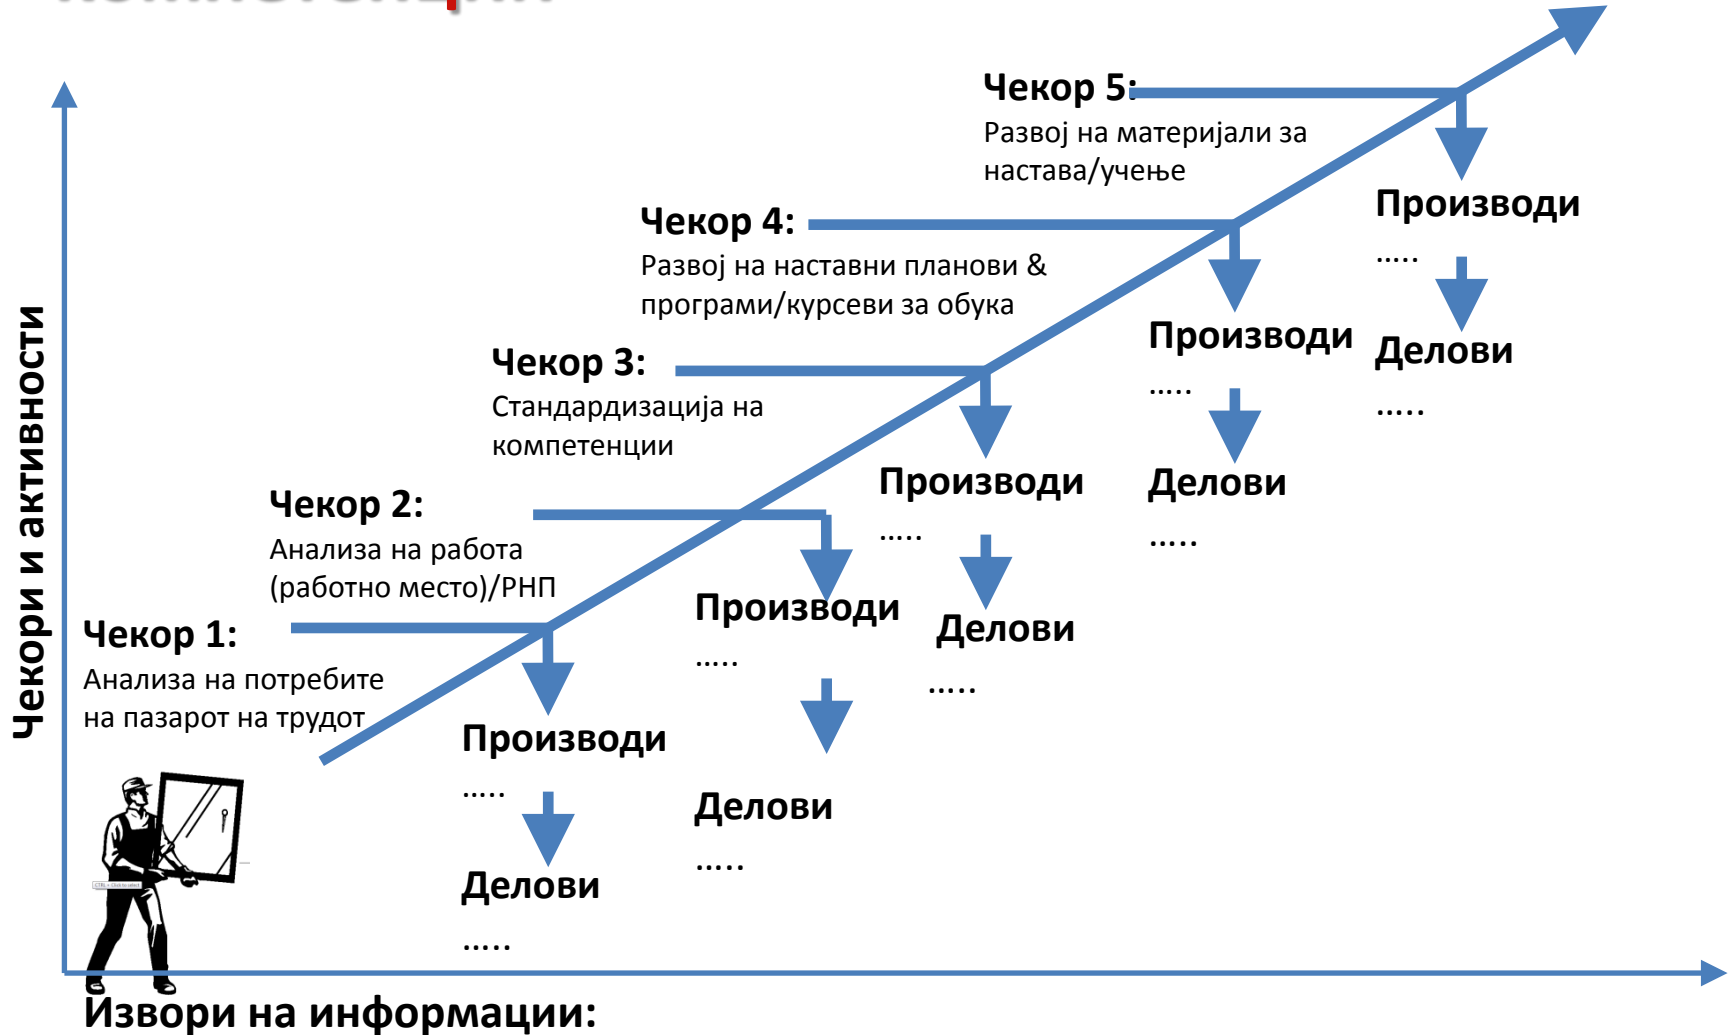 Чекор 5:
Развој на материјали за
настава/учење
Производи
.....
Делови
.....
Чекор 4:
Развој на наставни планови &
програми/курсеви за обука
Производи
.....
Делови
.....
Чекор 3:
Стандардизација на
компетенции
Производи
.....
Делови
.....
Чекор 2:
Анализа на работа
(работно место)/РНП
Производи
.....
Делови
.....
Чекор 1:
Анализа на потребите
на пазарот на трудот
Производи
.....
Делови
.....
Чекори и активности
Извори на информации: